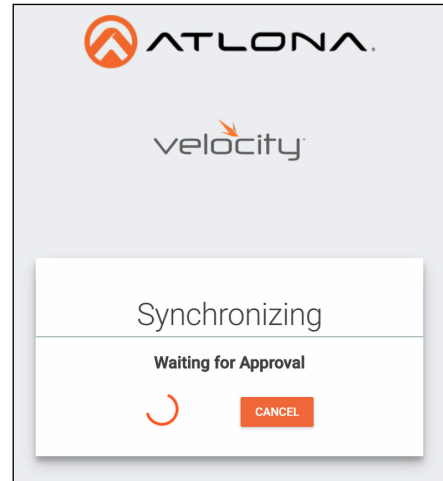 ATLONA.
velocity
Synchronizing
Waiting for Approval
CANCEL